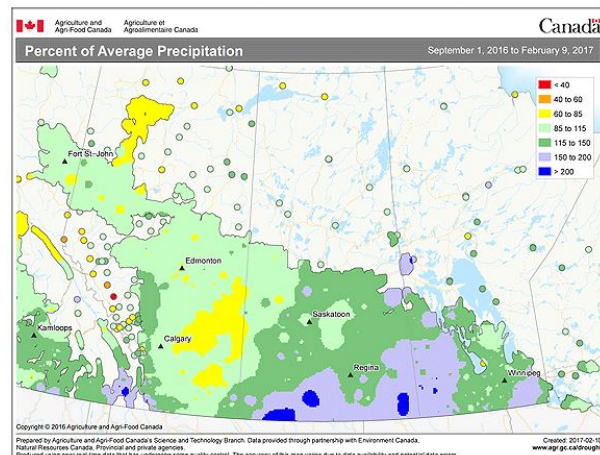 Agriculture and Agriculture et
Agri-Food Canada Agroalimentaire Canada
Canada
Percent of Average Precipitation September 1, 2016 to February 9, 2017
< 40
40 to 60
60 to 85
85 to 115
115 to 150
150 to 200
> 200
Fort St. John
Edmonton
Saskatoon
Kamloops
Calgary
Regina
Winnipeg
Copyright © 2016 Agriculture and Agri-Food Canada
Prepared by Agriculture and Agri-Food Canada's Science and Technology Branch. Data provided through partnership with Environment Canada, Created: 2017-02-10
Natural Resources Canada, Provincial and private agencies. www.agr.gc.ca/drough